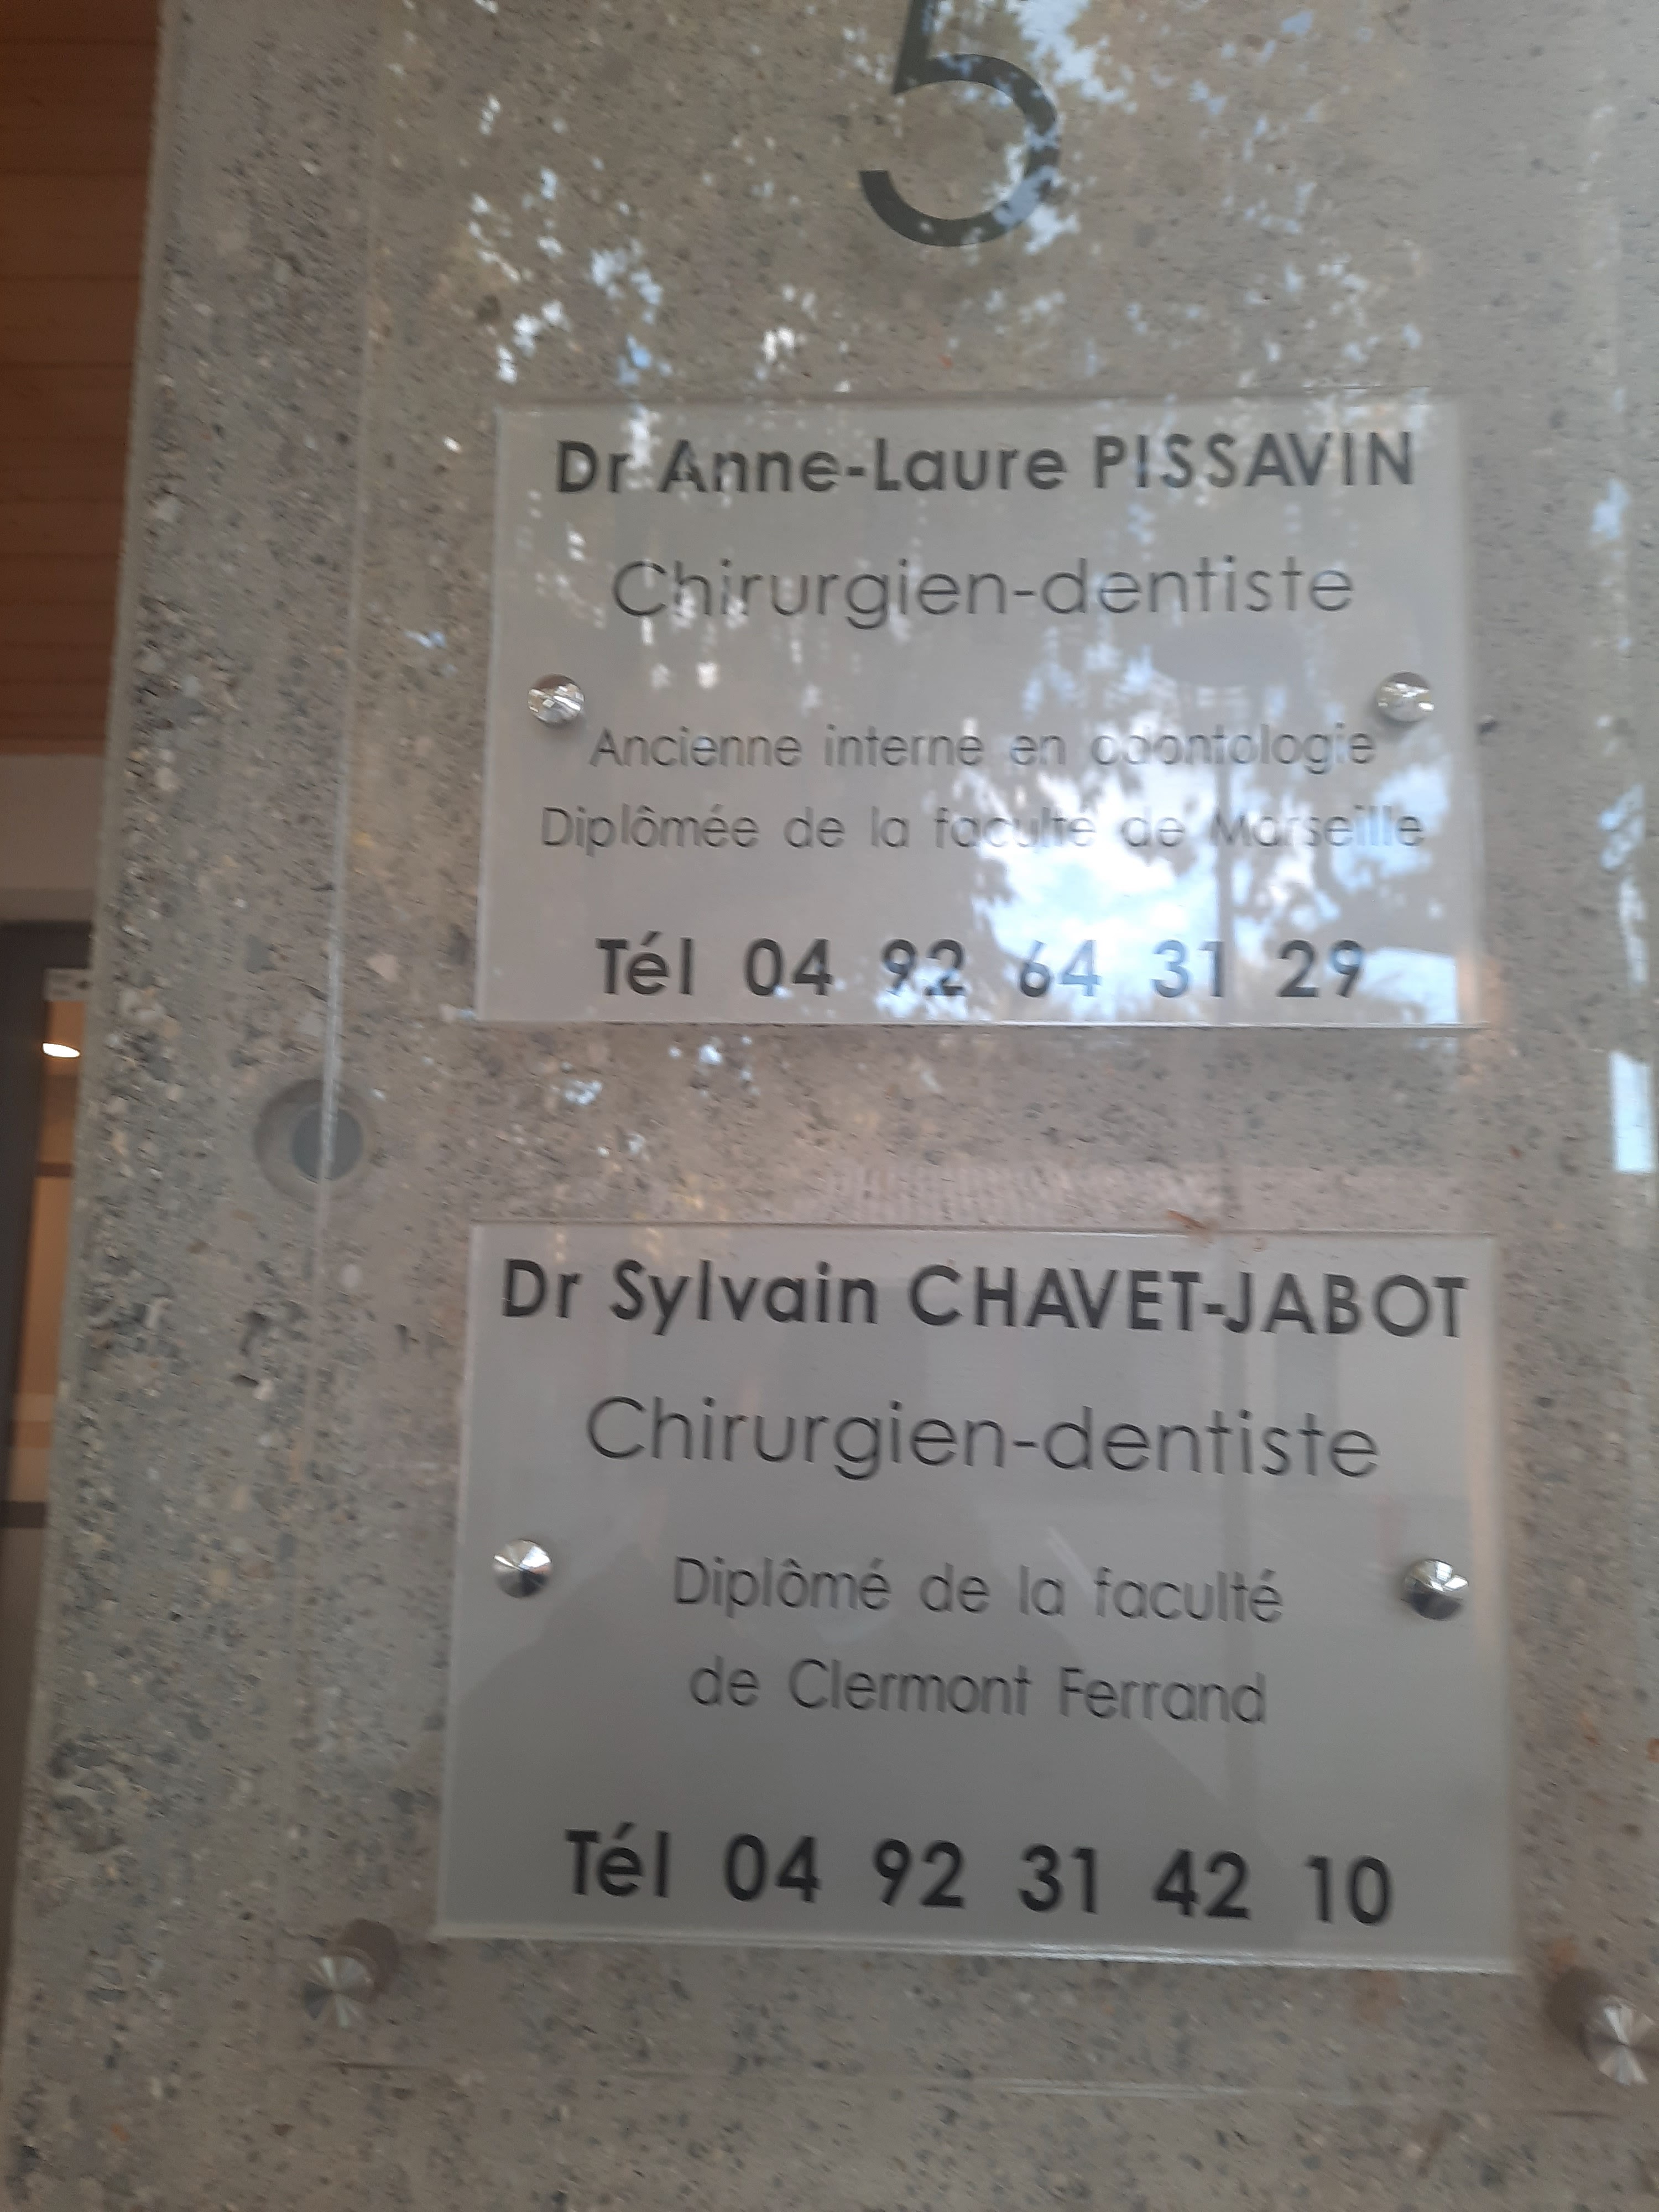 5
Dr Anne-Laure PISSAVIN
Chirurgien-dentiste
Ancienne interne en odontologie
Diplômée de la faculté de Marseille
Tél 04 92 64 31 29
Dr Sylvain CHAVET-JABOT
Chirurgien-dentiste
Diplômé de la faculté
de Clermont Ferrand
Tél 04 92 31 42 10